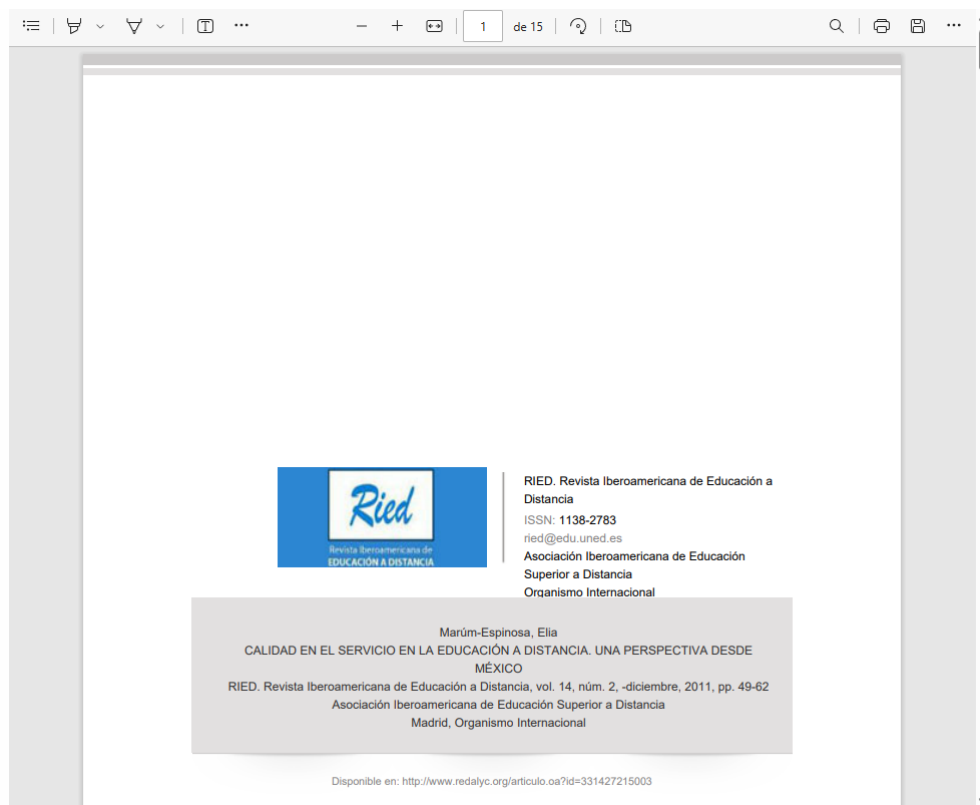 1 de 15
Ried
Revista Iberoamericana de
EDUCACIÓN A DISTANCIA
RIED. Revista Iberoamericana de Educación a
Distancia
ISSN: 1138-2783
ried@edu.uned.es
Asociación Iberoamericana de Educación
Superior a Distancia
Organismo Internacional
Marúm-Espinosa, Elia
CALIDAD EN EL SERVICIO EN LA EDUCACIÓN A DISTANCIA. UNA PERSPECTIVA DESDE
MÉXICO
RIED. Revista Iberoamericana de Educación a Distancia, vol. 14, núm. 2, -diciembre, 2011, pp. 49-62
Asociación Iberoamericana de Educación Superior a Distancia
Madrid, Organismo Internacional
Disponible en: http://www.redalyc.org/articulo.oa?id=331427215003